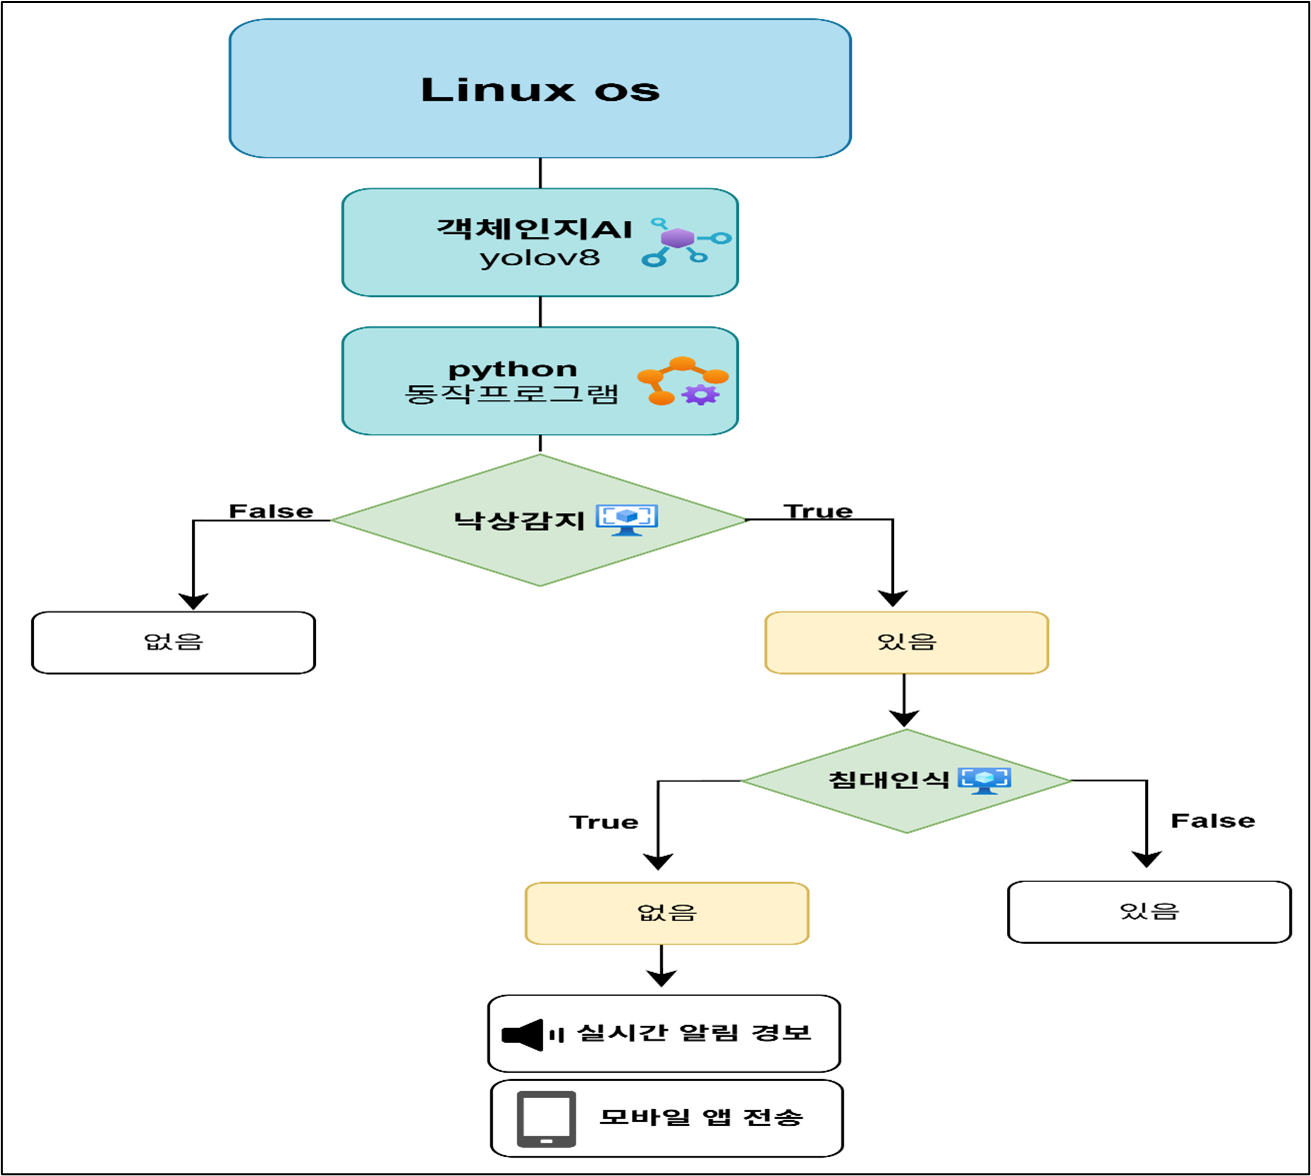 Linux os
객체인지AI
yolov8
python
동작프로그램
False
낙상감지
True
없음
있음
침대인식
True
False
없음
있음
실시간 알림 경보
모바일 앱 전송